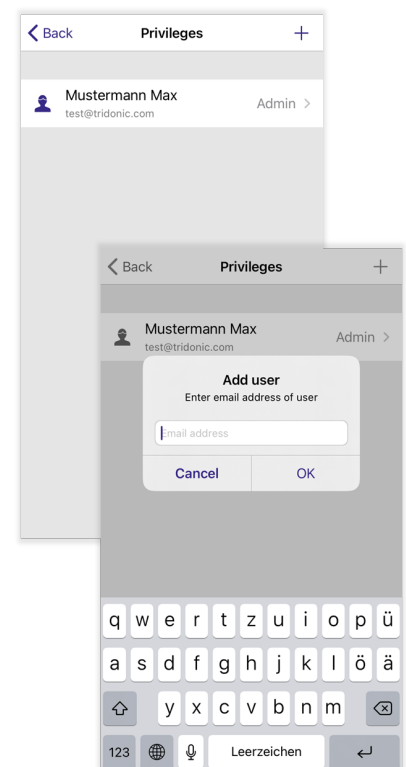 Back Privileges +
Mustermann Max
test@tridonic.com
Admin >
Back Privileges +
Mustermann Max
test@tridonic.com
Admin >
Add user
Enter email address of user
Email address
Cancel OK
q w e r t z u i o p ü
a s d f g h j k l ö ä
y x c v b n m
123 Leerzeichen